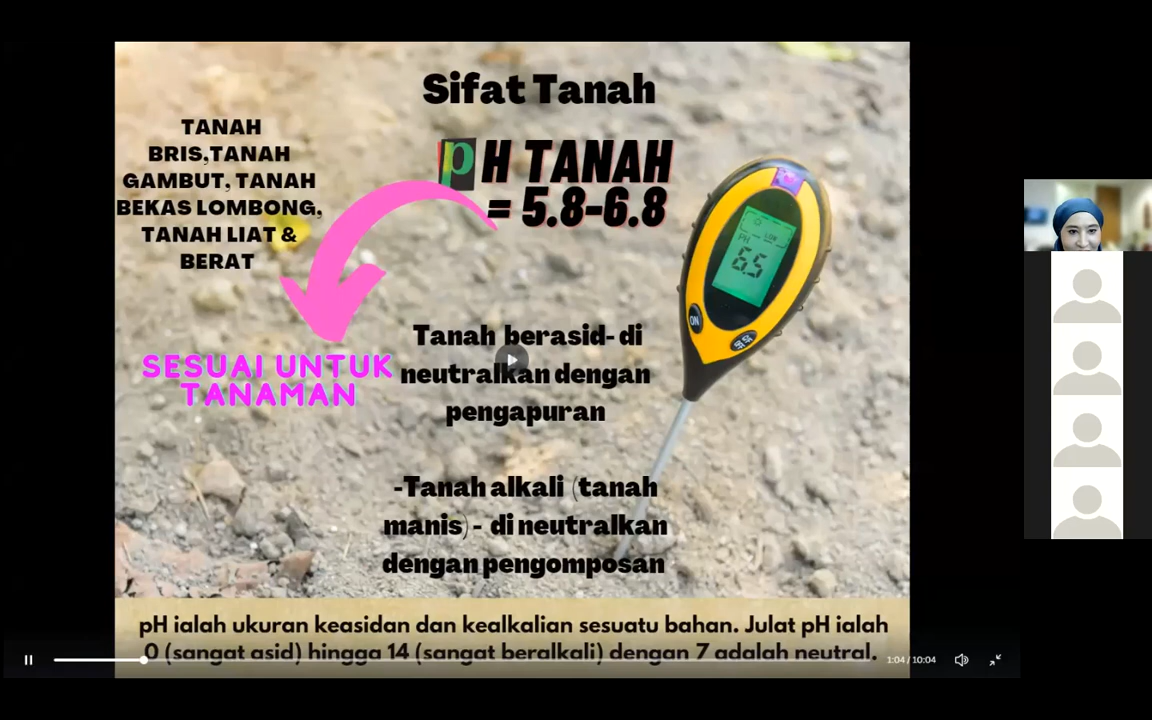 Sifat Tanah
TANAH
BRIS,TANAH
GAMBUT, TANAH
BEKAS LOMBONG,
TANAH LIAT &
BERAT
pH TANAH
= 5.8-6.8
LOW
PH
6.5
ON
SESUAI UNTUK
TANAMAN
Tanah berasid- di
neutralkan dengan
pengapuran
-Tanah alkali (tanah
manis) - di neutralkan
dengan pengomposan
pH ialah ukuran keasidan dan kealkalian sesuatu bahan. Julat pH ialah
0 (sangat asid) hingga 14 (sangat beralkali) dengan 7 adalah neutral.
1:04 / 10:04